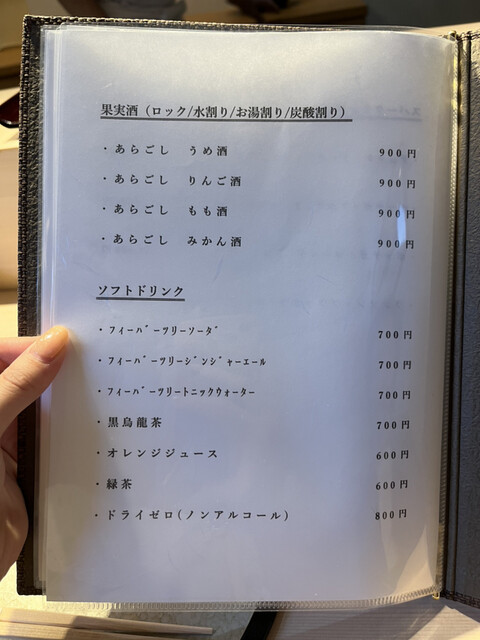 果実酒（ロック/水割り/お湯割り/炭酸割り）
・あらごし　うめ酒　900円
・あらごし　りんご酒　900円
・あらごし　もも酒　900円
・あらごし　みかん酒　900円
ソフトドリンク
・ﾌｨｰﾊﾞｰﾂﾘｰｿｰﾀﾞ　700円
・ﾌｨｰﾊﾞｰﾂﾘｰｼﾞﾝｼﾞｬｰｴｰﾙ　700円
・ﾌｨｰﾊﾞｰﾂﾘｰﾄﾆｯｸｳｫｰﾀｰ　700円
・黒烏龍茶　700円
・オレンジジュース　600円
・緑茶　600円
・ドライゼロ(ノンアルコール)　800円